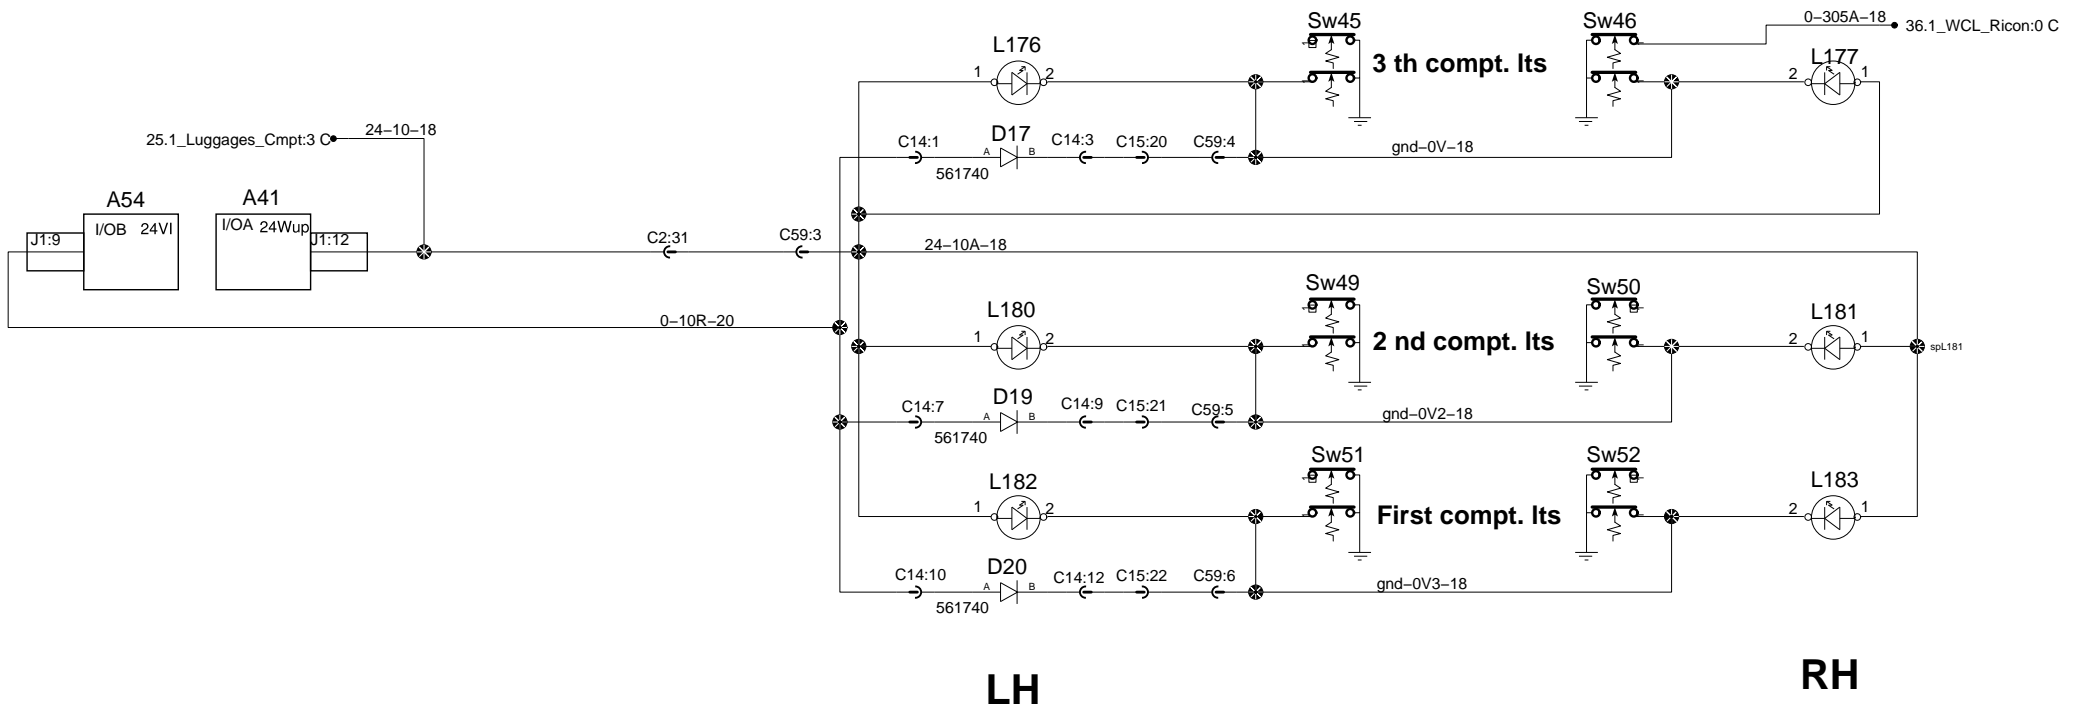 Sw45
Sw46
0-305A-18
36.1_WCL_Ricon:0 C
L176
1
2
3 th compt. lts
L177
2
1
25.1_Luggages_Cmpt:3 C
24-10-18
C14:1
D17
A
B
561740
C14:3
C15:20
C59:4
gnd-0V-18
A54
I/OB
24VI
J1:9
A41
I/OA
24Wup
J1:12
C2:31
C59:3
24-10A-18
0-10R-20
L180
1
2
Sw49
2 nd compt. lts
Sw50
L181
2
1
spL181
C14:7
D19
A
B
561740
C14:9
C15:21
C59:5
gnd-0V2-18
L182
1
2
Sw51
First compt. lts
Sw52
L183
2
1
C14:10
D20
A
B
561740
C14:12
C15:22
C59:6
gnd-0V3-18
LH
RH